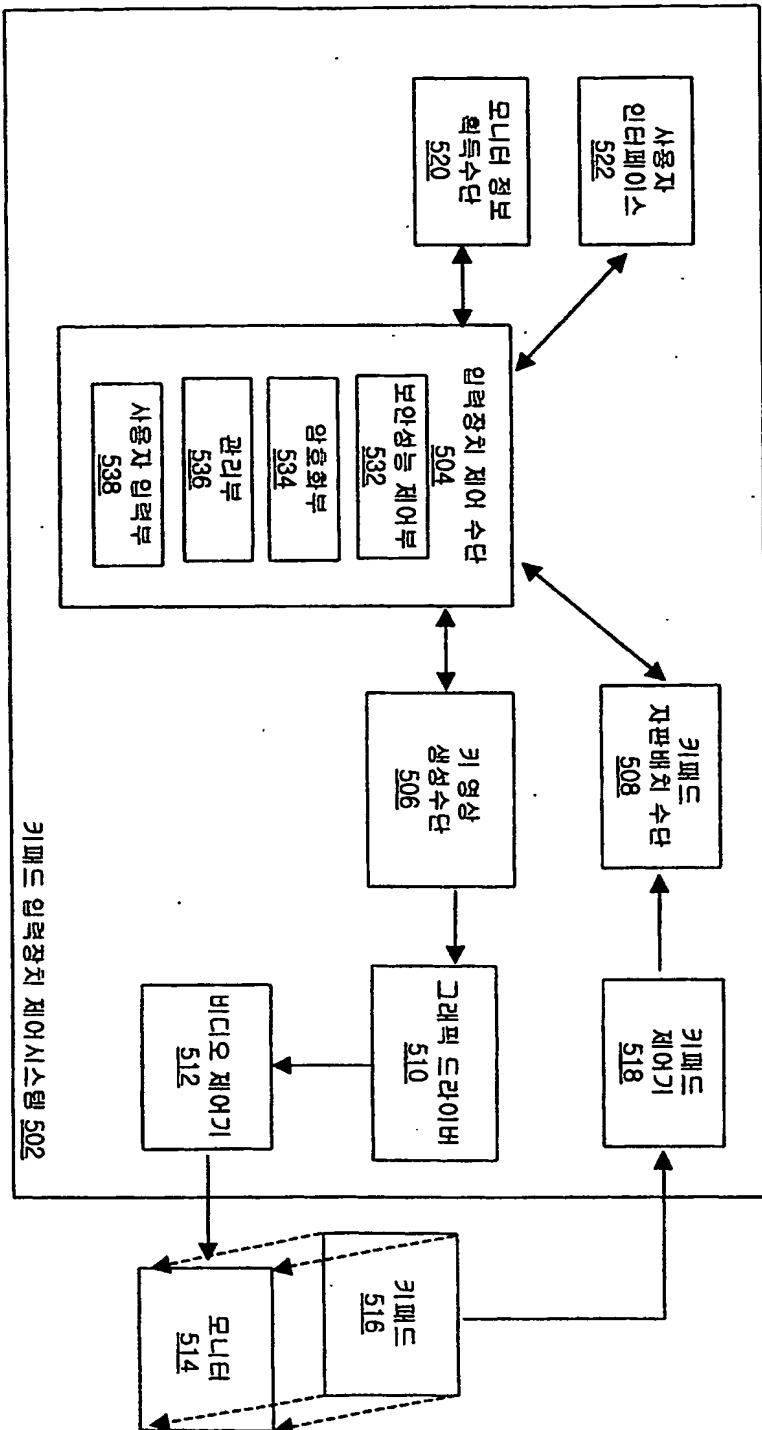 사용자
인터페이스
522
모니터 정보
획득수단
520
입력장치 제어 수단
504
보안성능 제어부
532
암호화부
534
관리부
536
사용자 입력부
538
키패드
자판배치 수단
508
키 영상
생성수단
506
키패드
제어기
518
그래픽 드라이버
510
비디오 제어기
512
키패드 입력장치 제어시스템 502
키패드
516
모니터
514